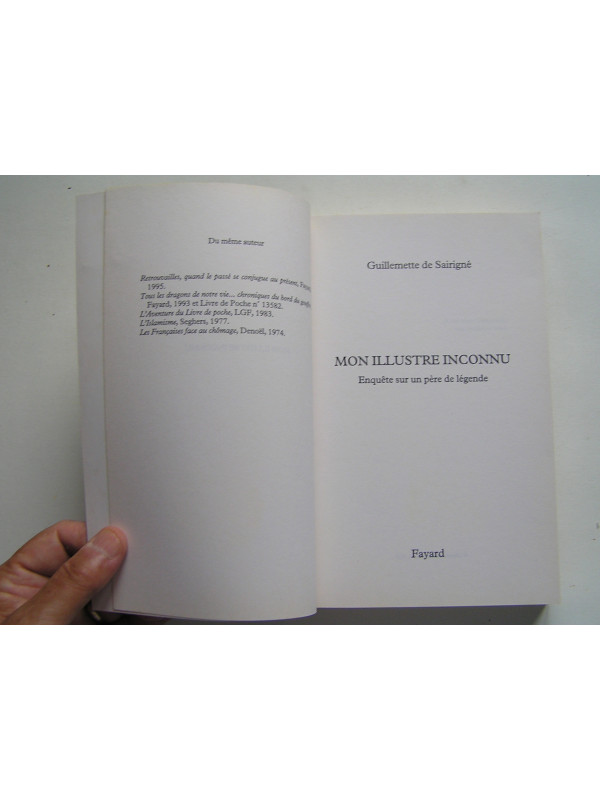 Du même auteur
Retrouvailles, quand le passé se conjugue au présent,
1995.
Tous les dragons de notre vie... chroniques du bord du
Fayard, 1993 et Livre de Poche n° 13582.
L'Aventure du Livre de poche, LGF, 1983.
L'Islamisme, Seghers, 1977.
Les Françaises face au chômage, Denoël, 1974.
Guillemette de Sairigné
MON ILLUSTRE INCONNU
Enquête sur un père de légende
Fayard